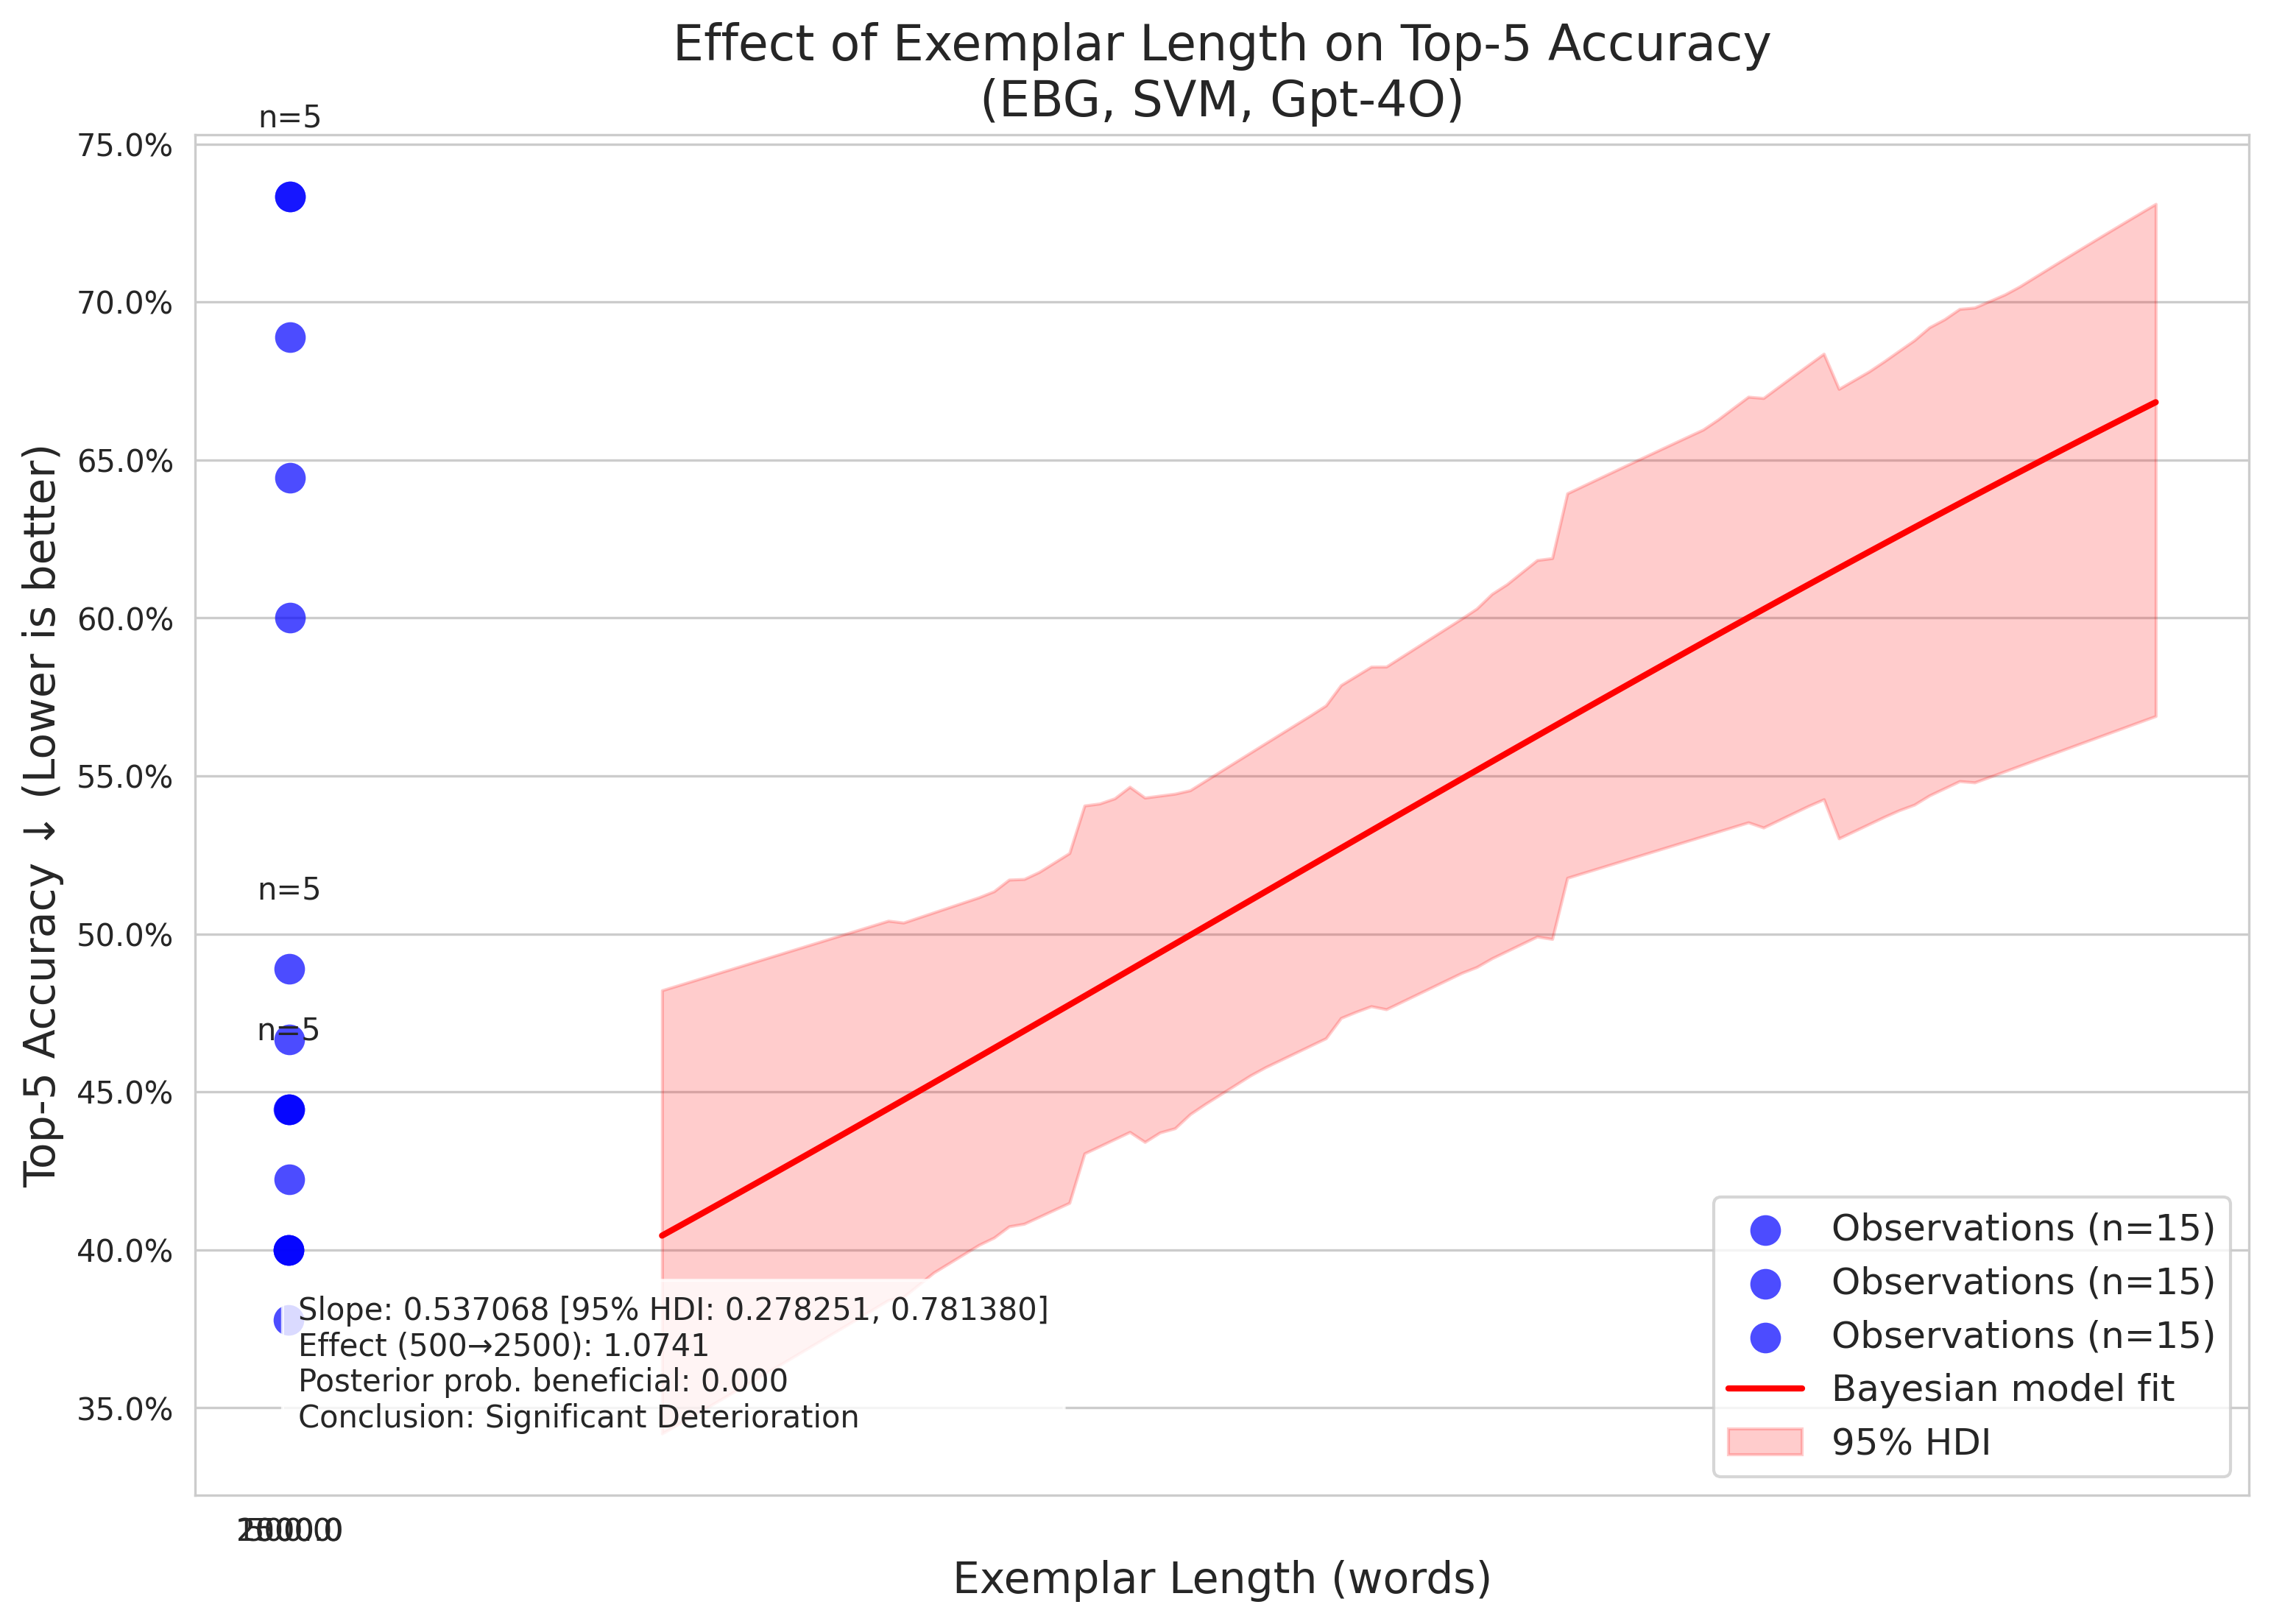 Effect of Exemplar Length on Top-5 Accuracy
(EBG, SVM, Gpt-4O)
n=5
75.0%
70.0%
65.0%
60.0%
55.0%
n=5
50.0%
n=5
45.0%
40.0%
35.0%
Top-5 Accuracy ↓ (Lower is better)
Slope: 0.537068 [95% HDI: 0.278251, 0.781380]
Effect (500→2500): 1.0741
Posterior prob. beneficial: 0.000
Conclusion: Significant Deterioration
Observations (n=15)
Observations (n=15)
Observations (n=15)
Bayesian model fit
95% HDI
Exemplar Length (words)